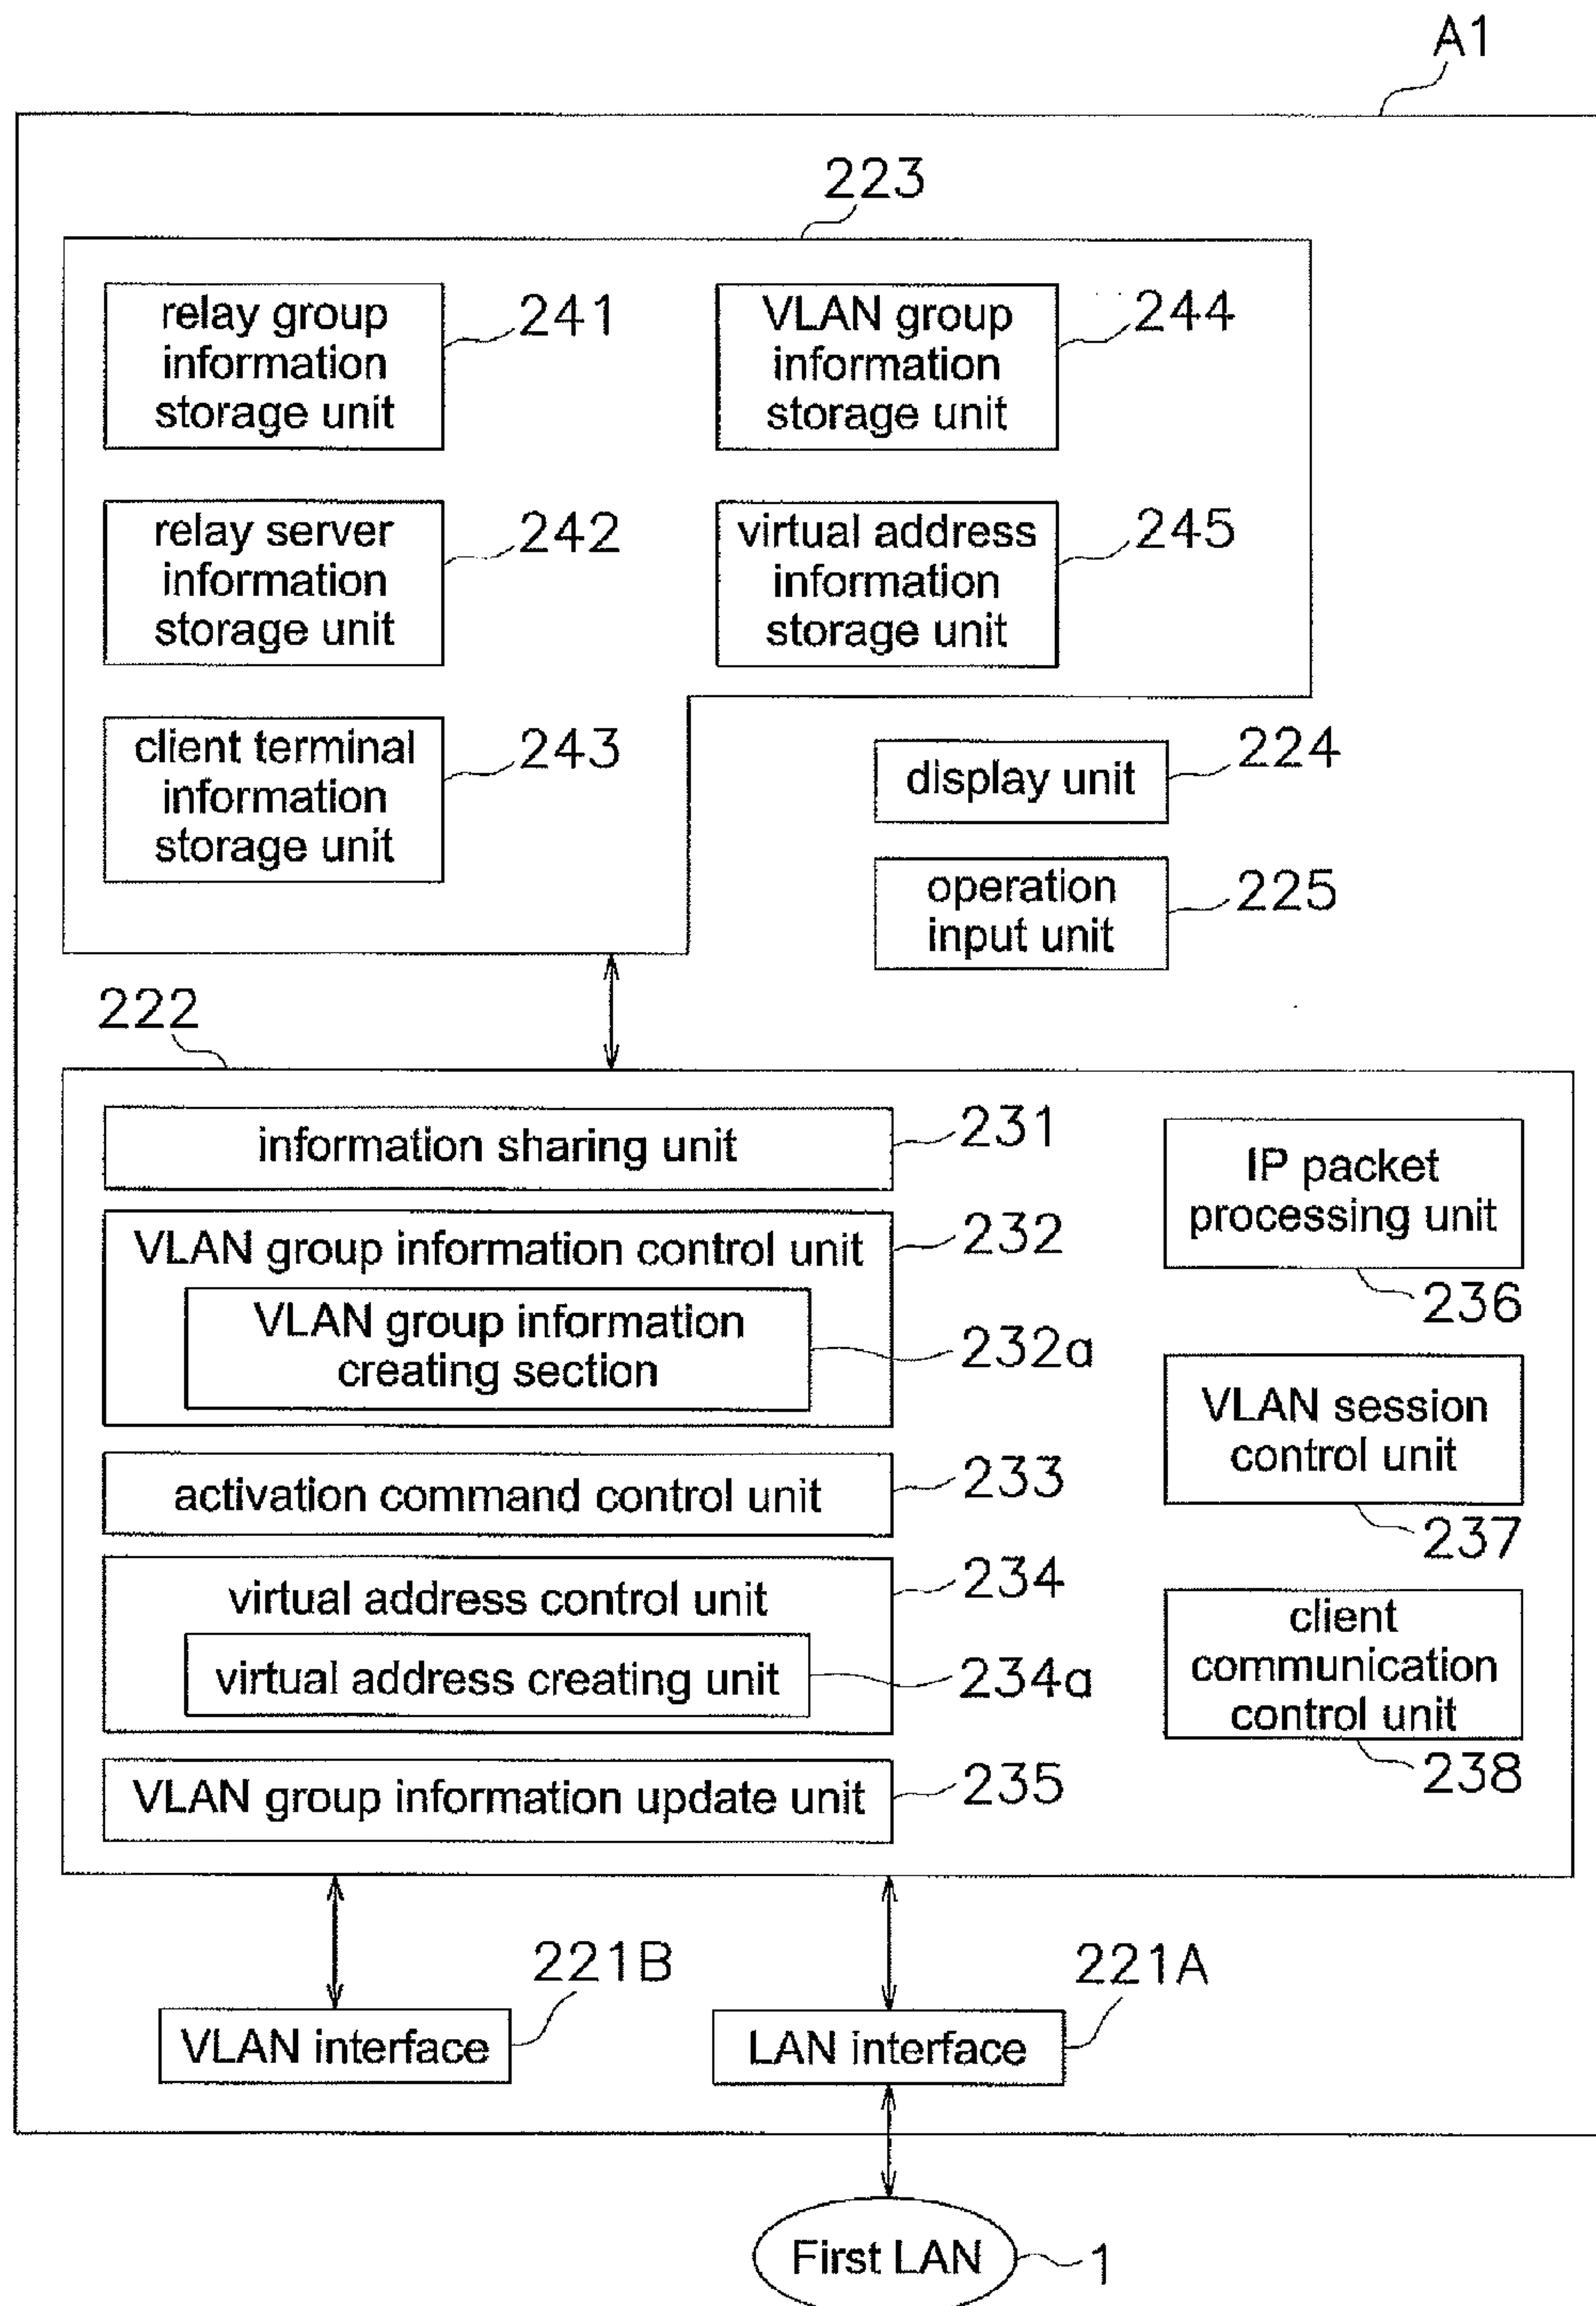 A1
223
relay group
information
storage unit
241
VLAN group
information
storage unit
244
relay server
information
storage unit
242
virtual address
information
storage unit
245
client terminal
information
storage unit
243
display unit
224
operation
input unit
225
222
information sharing unit
231
VLAN group information control unit
232
VLAN group information
creating section
232a
activation command control unit
233
virtual address control unit
234
virtual address creating unit
234a
VLAN group information update unit
235
IP packet
processing unit
236
VLAN session
control unit
237
client
communication
control unit
238
221B
VLAN interface
221A
LAN interface
First LAN
1